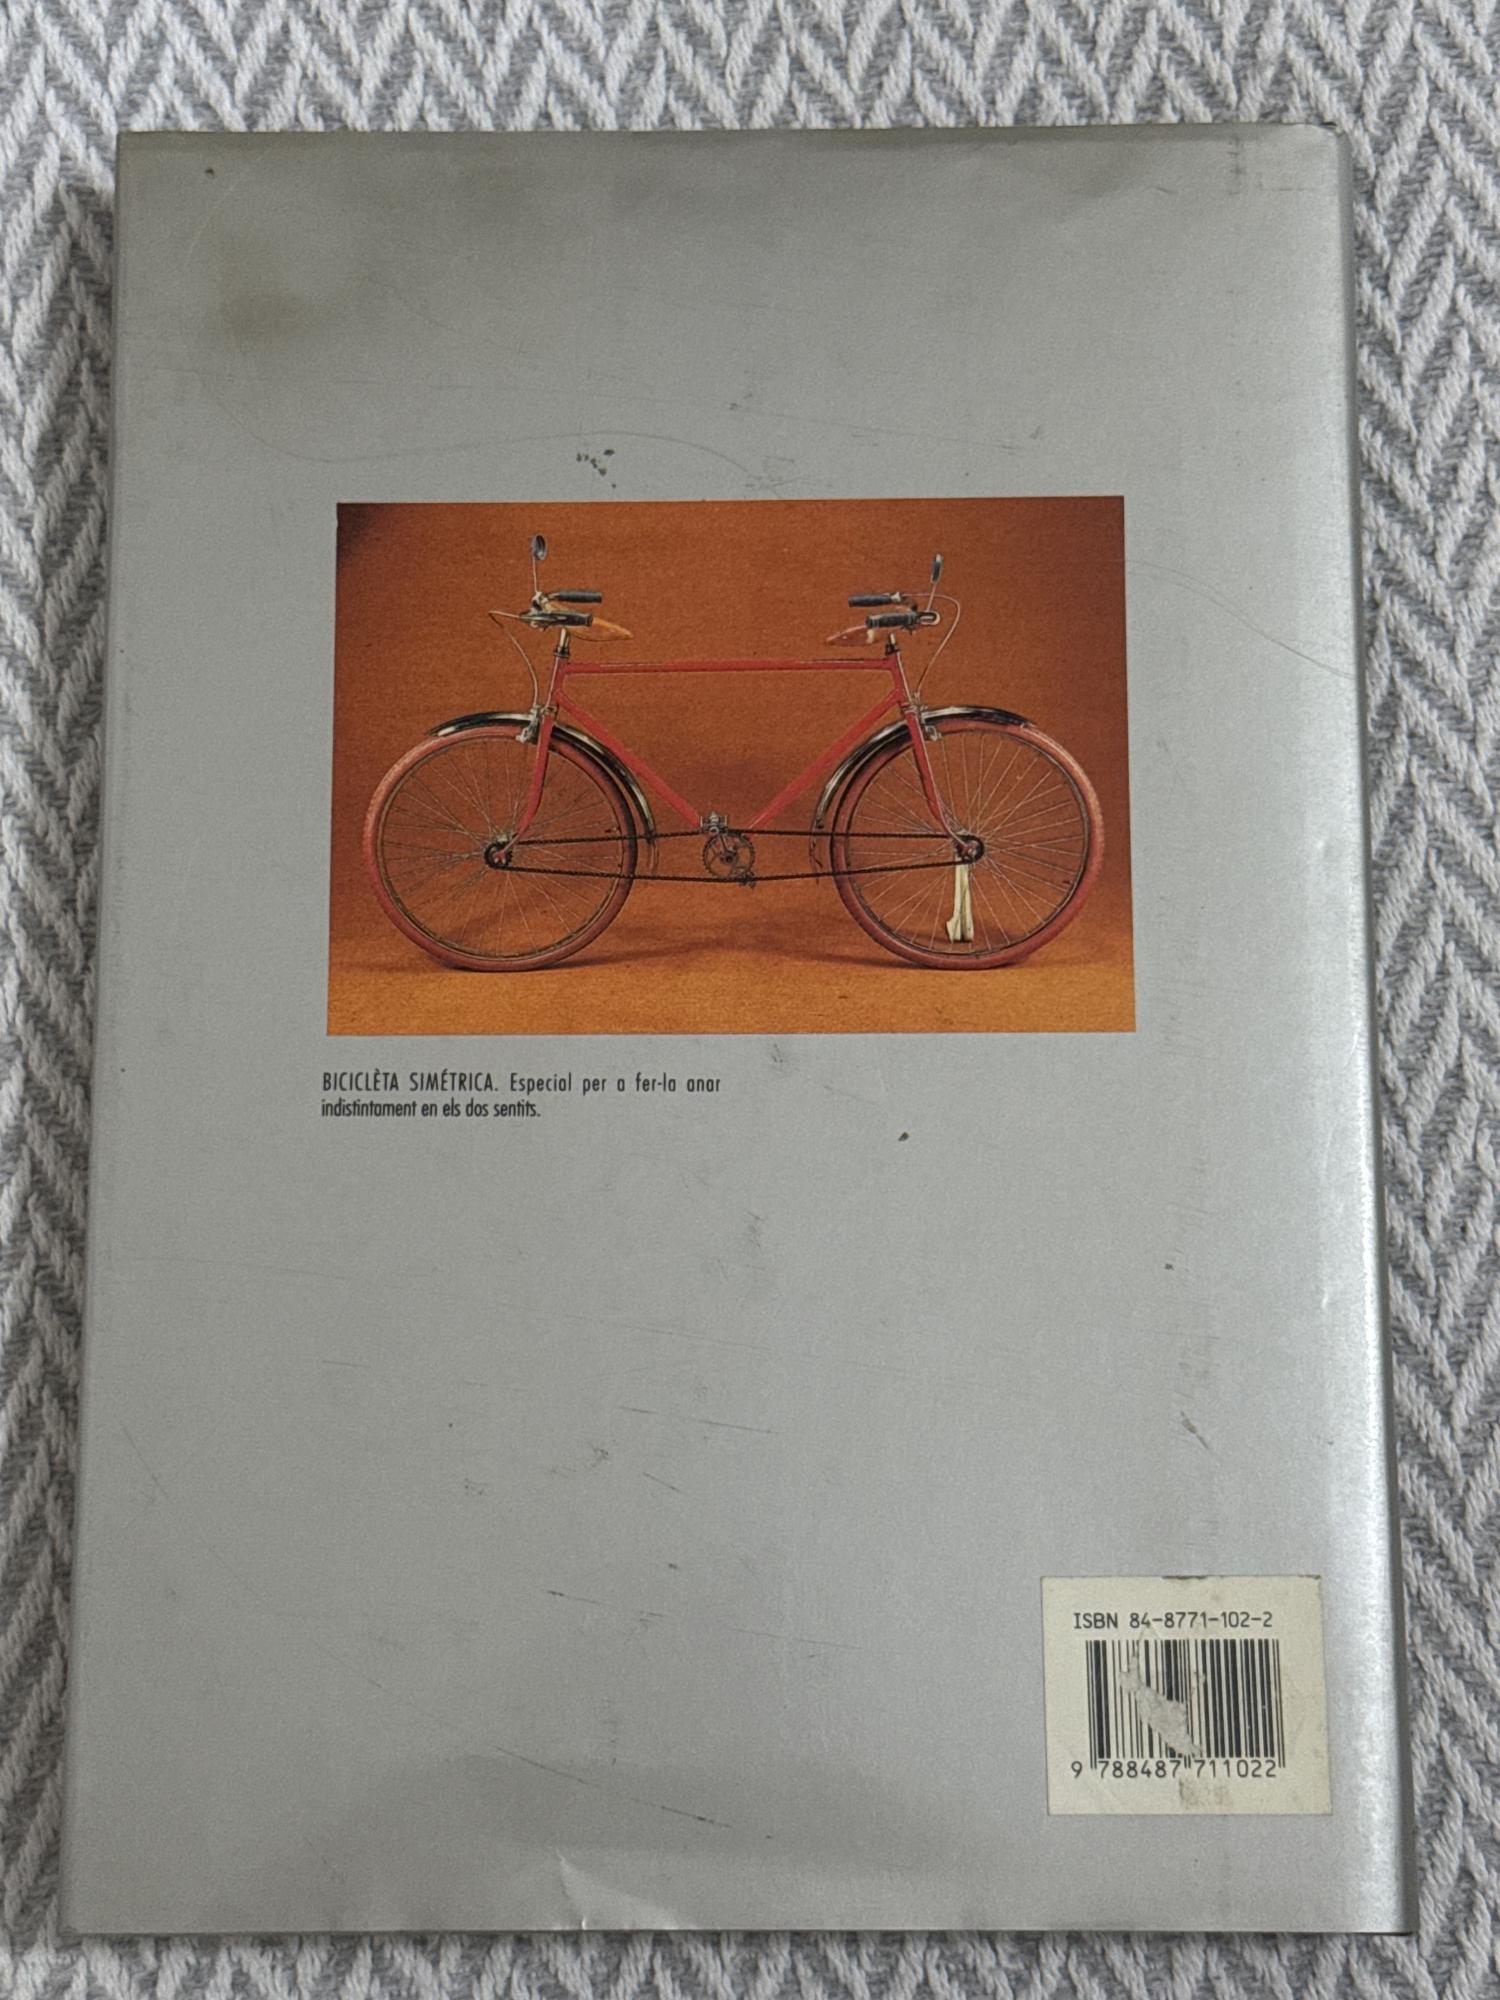 BICICLÈTA SIMÉTRICA. Especial per a fer-la anar
indistintament en els dos sentits.
ISBN 84-8771-102-2
9 788487 711022